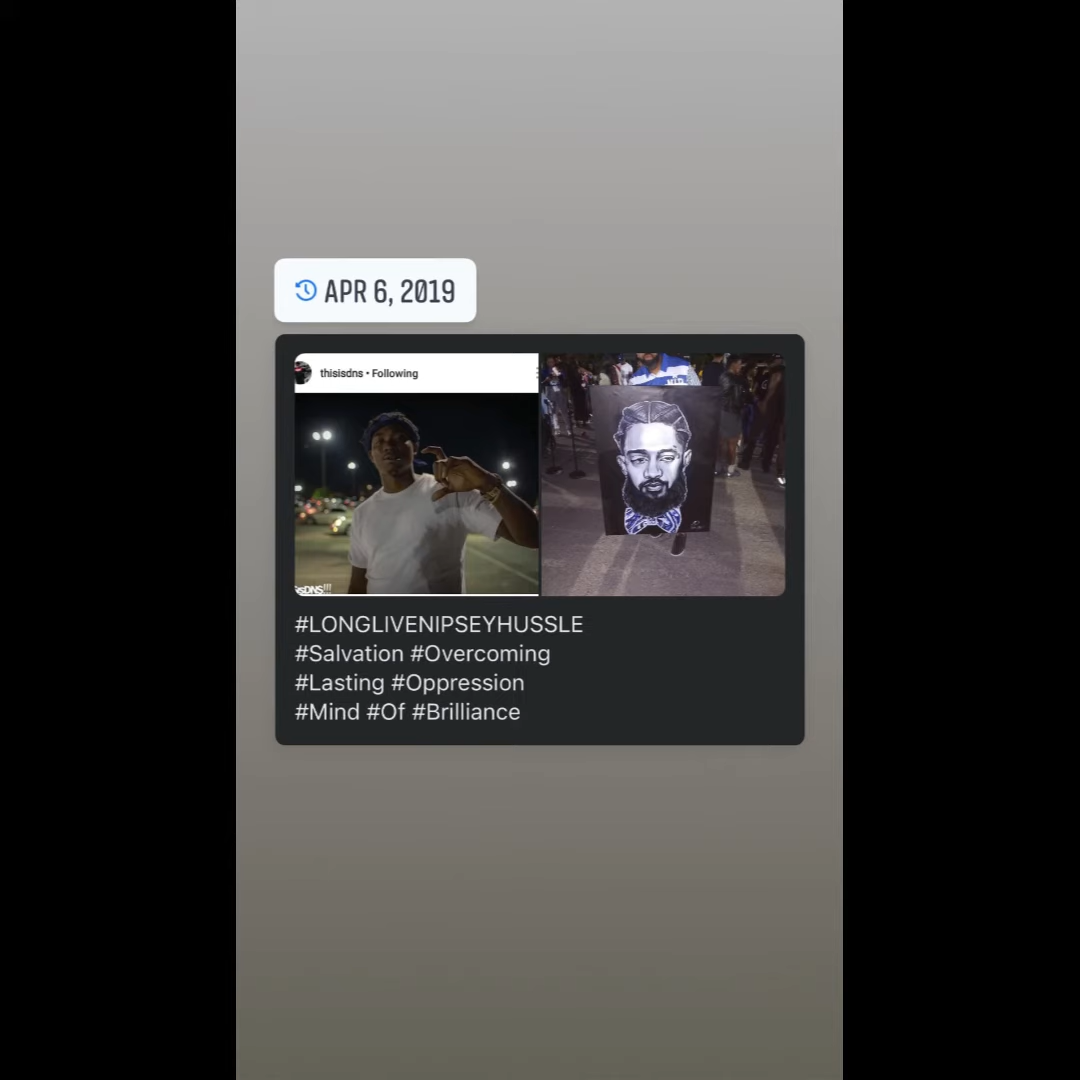 APR 6, 2019
thisisdns • Following
#LONGLIVENIPSEYHUSSLE
#Salvation #Overcoming
#Lasting #Oppression
#Mind #Of #Brilliance